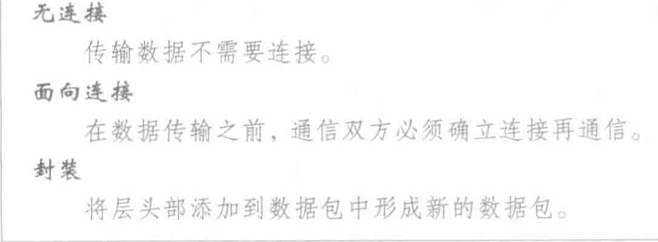 无连接
传输数据不需要连接。
面向连接
在数据传输之前，通信双方必须确立连接再通信。
封装
将层头部添加到数据包中形成新的数据包。